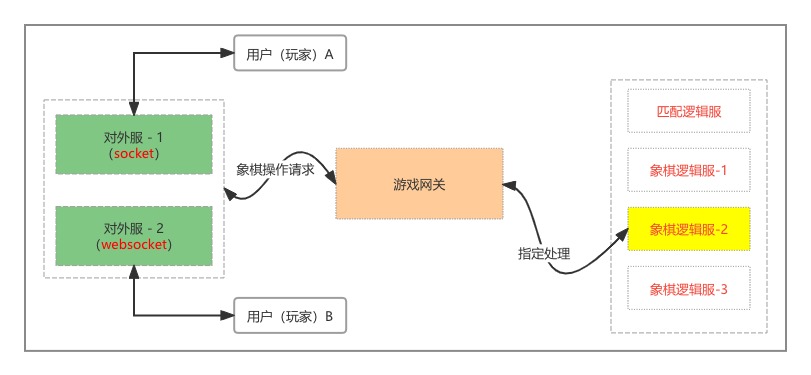 用户（玩家）A
对外服 - 1
（socket）
匹配逻辑服
象棋操作请求
象棋逻辑服-1
游戏网关
对外服 - 2
（websocket）
象棋逻辑服-2
指定处理
象棋逻辑服-3
用户（玩家）B